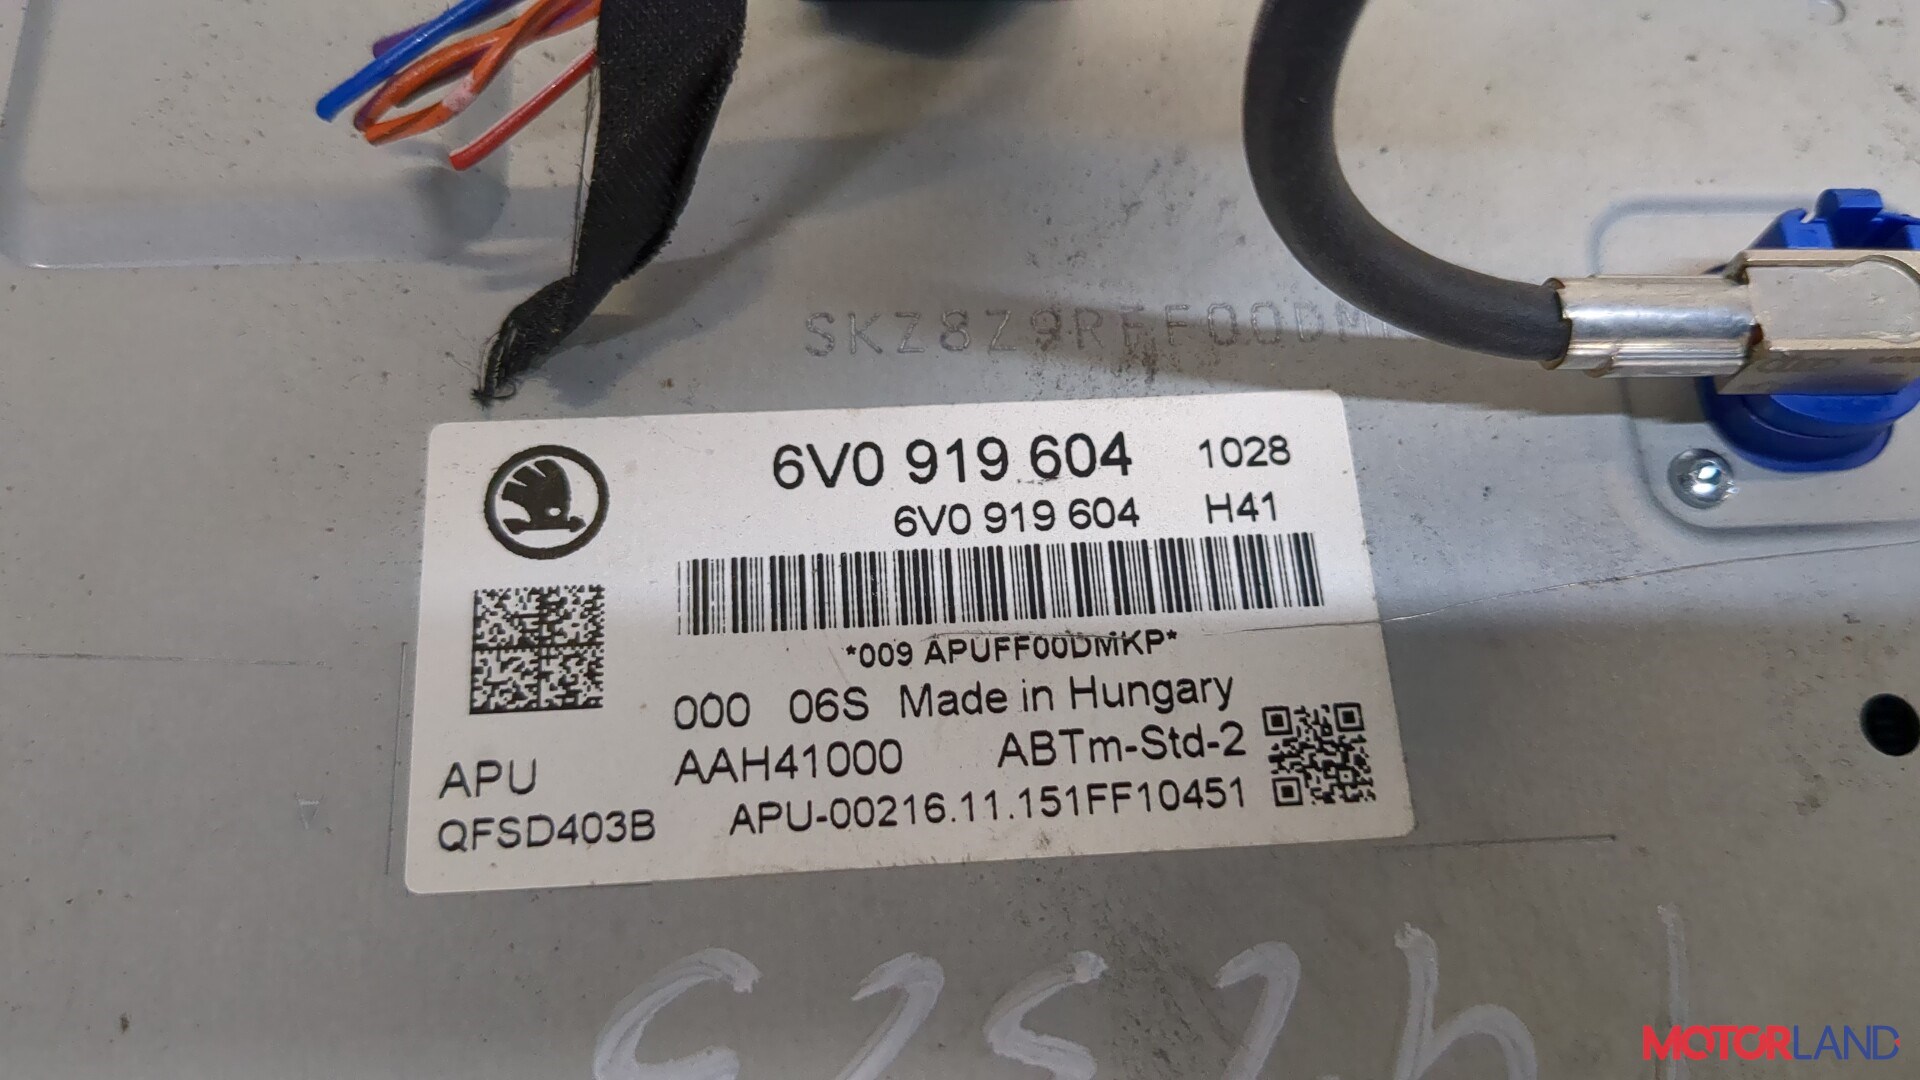 SKZ8Z9RFF00DM
6V0 919 604 1028
6V0 919 604 H41
*009 APUFF00DMKP*
000 06S Made in Hungary
APU AAH41000 ABTm-Std-2
QFSD403B APU-00216.11.151FF10451
MOTORLAND